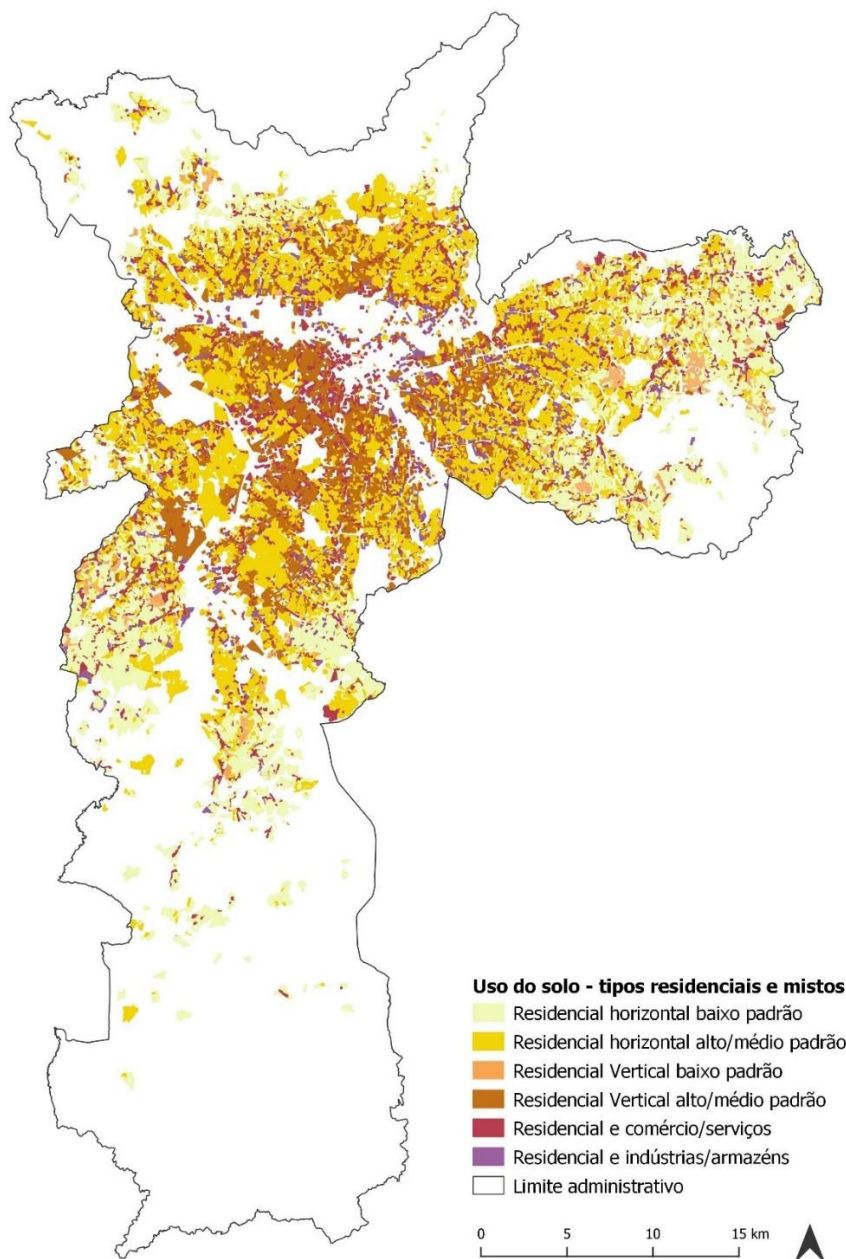 Uso do solo - tipos residenciais e mistos
Residencial horizontal baixo padrão
Residencial horizontal alto/médio padrão
Residencial Vertical baixo padrão
Residencial Vertical alto/médio padrão
Residencial e comércio/serviços
Residencial e indústrias/armazéns
Limite administrativo
0 5 10 15 km